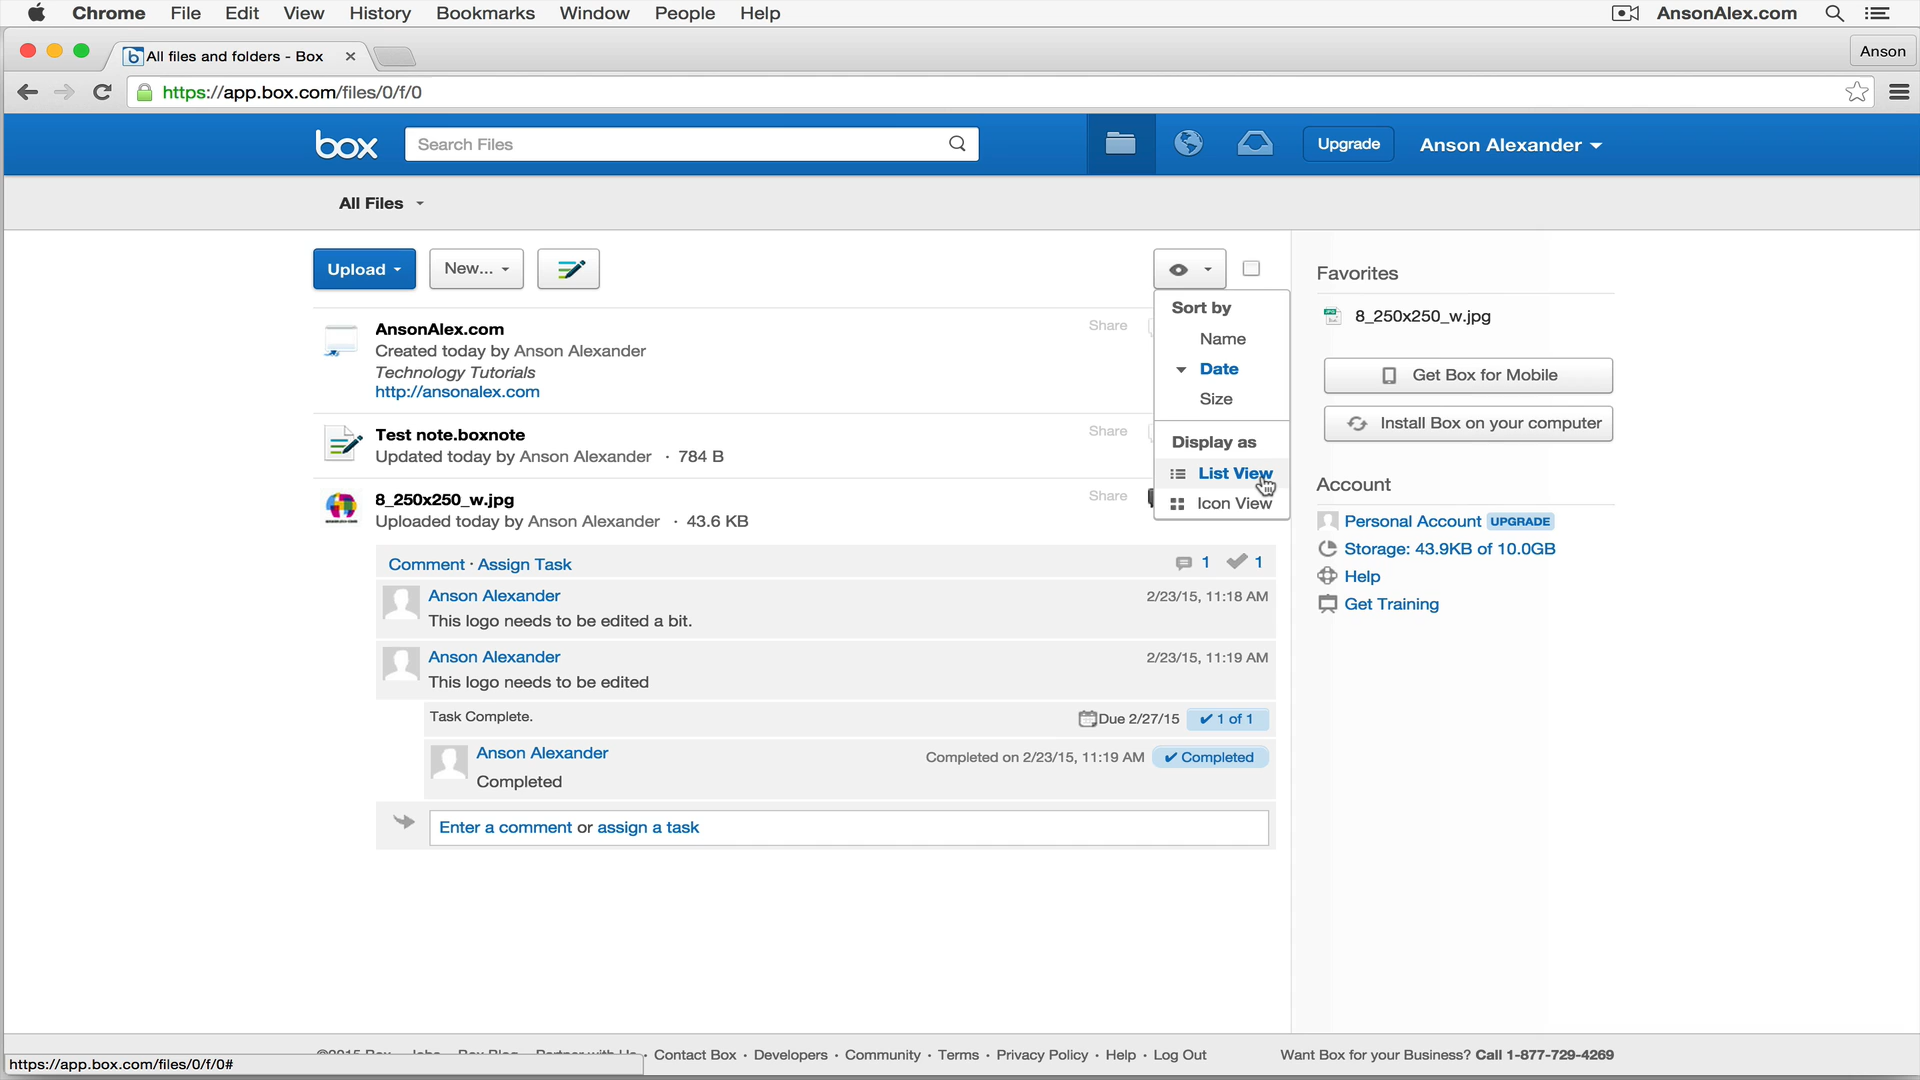 Chrome File Edit View History Bookmarks Window People Help AnsonAlex.com
All files and folders - Box Anson
https://app.box.com/files/0/f/0
box Search Files Upgrade Anson Alexander
All Files
Upload New...
Sort by
Name
Date
Size
Display as
List View
Icon View
AnsonAlex.com Share
Created today by Anson Alexander
Technology Tutorials
http://ansonalex.com
Test note.boxnote Share
Updated today by Anson Alexander · 784 B
8_250x250_w.jpg Share
Uploaded today by Anson Alexander · 43.6 KB
Comment · Assign Task 1 1
Anson Alexander 2/23/15, 11:18 AM
This logo needs to be edited a bit.
Anson Alexander 2/23/15, 11:19 AM
This logo needs to be edited
Task Complete. Due 2/27/15 ✔ 1 of 1
Anson Alexander Completed on 2/23/15, 11:19 AM ✔ Completed
Completed
Enter a comment or assign a task
Favorites
8_250x250_w.jpg
Get Box for Mobile
Install Box on your computer
Account
Personal Account UPGRADE
Storage: 43.9KB of 10.0GB
Help
Get Training
Contact Box · Developers · Community · Terms · Privacy Policy · Help · Log Out Want Box for your Business? Call 1-877-729-4269
https://app.box.com/files/0/f/0#